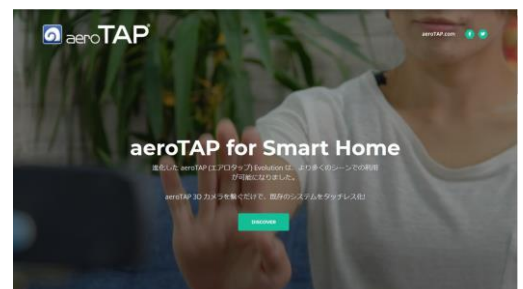 aeroTAP
aeroTAP.com
aeroTAP for Smart Home
進化した aeroTAP (エアロタップ) Evolution は、より多くのシーンでの利用
が可能になりました。
aeroTAP 3D カメラを繋ぐだけで、既存のシステムをタッチレス化!
DISCOVER